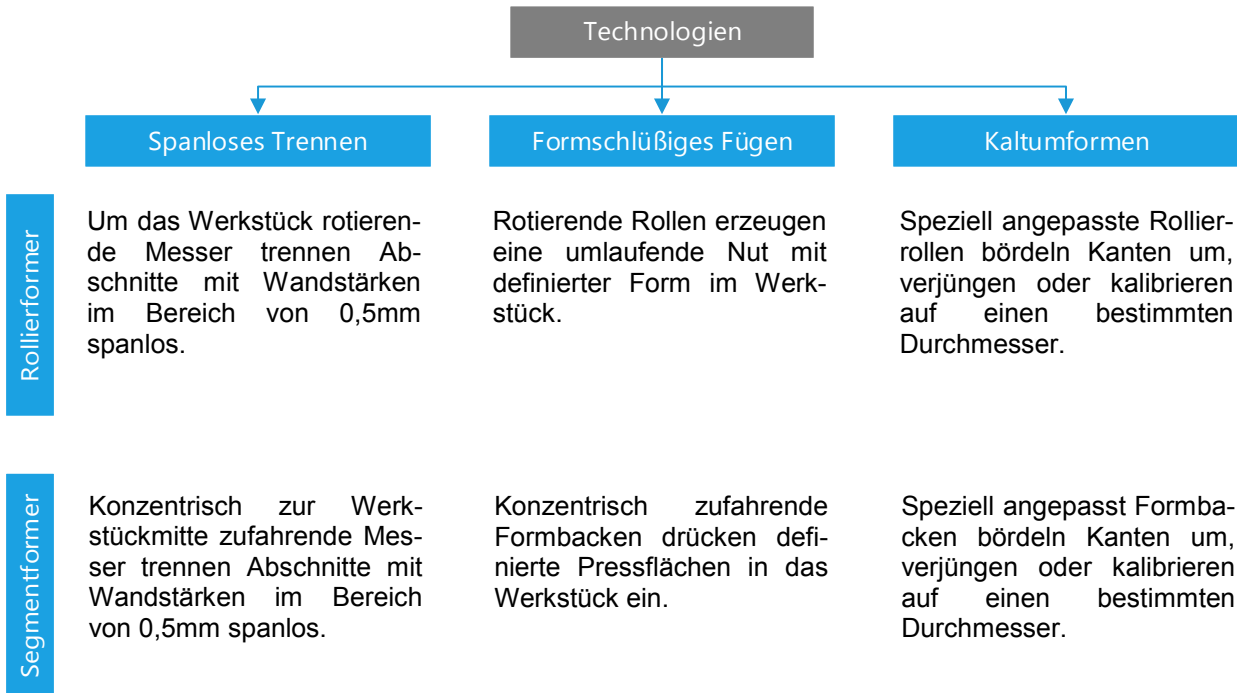 Technologien
Spanloses Trennen
Formschlüßiges Fügen
Kaltumformen
Rollierformer
Um das Werkstück rotieren-
de Messer trennen Ab-
schnitte mit Wandstärken
im Bereich von 0,5mm
spanlos.
Rotierende Rollen erzeugen
eine umlaufende Nut mit
definierter Form im Werk-
stück.
Speziell angepasste Rollier-
rollen bördeln Kanten um,
verjüngen oder kalibrieren
auf einen bestimmten
Durchmesser.
Segmentformer
Konzentrisch zur Werk-
stückmitte zufahrende Mes-
ser trennen Abschnitte mit
Wandstärken im Bereich
von 0,5mm spanlos.
Konzentrisch zufahrende
Formbacken drücken defi-
nierte Pressflächen in das
Werkstück ein.
Speziell angepasst Formba-
cken bördeln Kanten um,
verjüngen oder kalibrieren
auf einen bestimmten
Durchmesser.